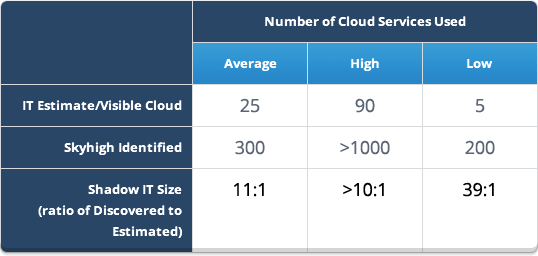 Number of Cloud Services Used
Average High Low
IT Estimate/Visible Cloud 25 90 5
Skyhigh Identified 300 >1000 200
Shadow IT Size 11:1 >10:1 39:1
(ratio of Discovered to
Estimated)